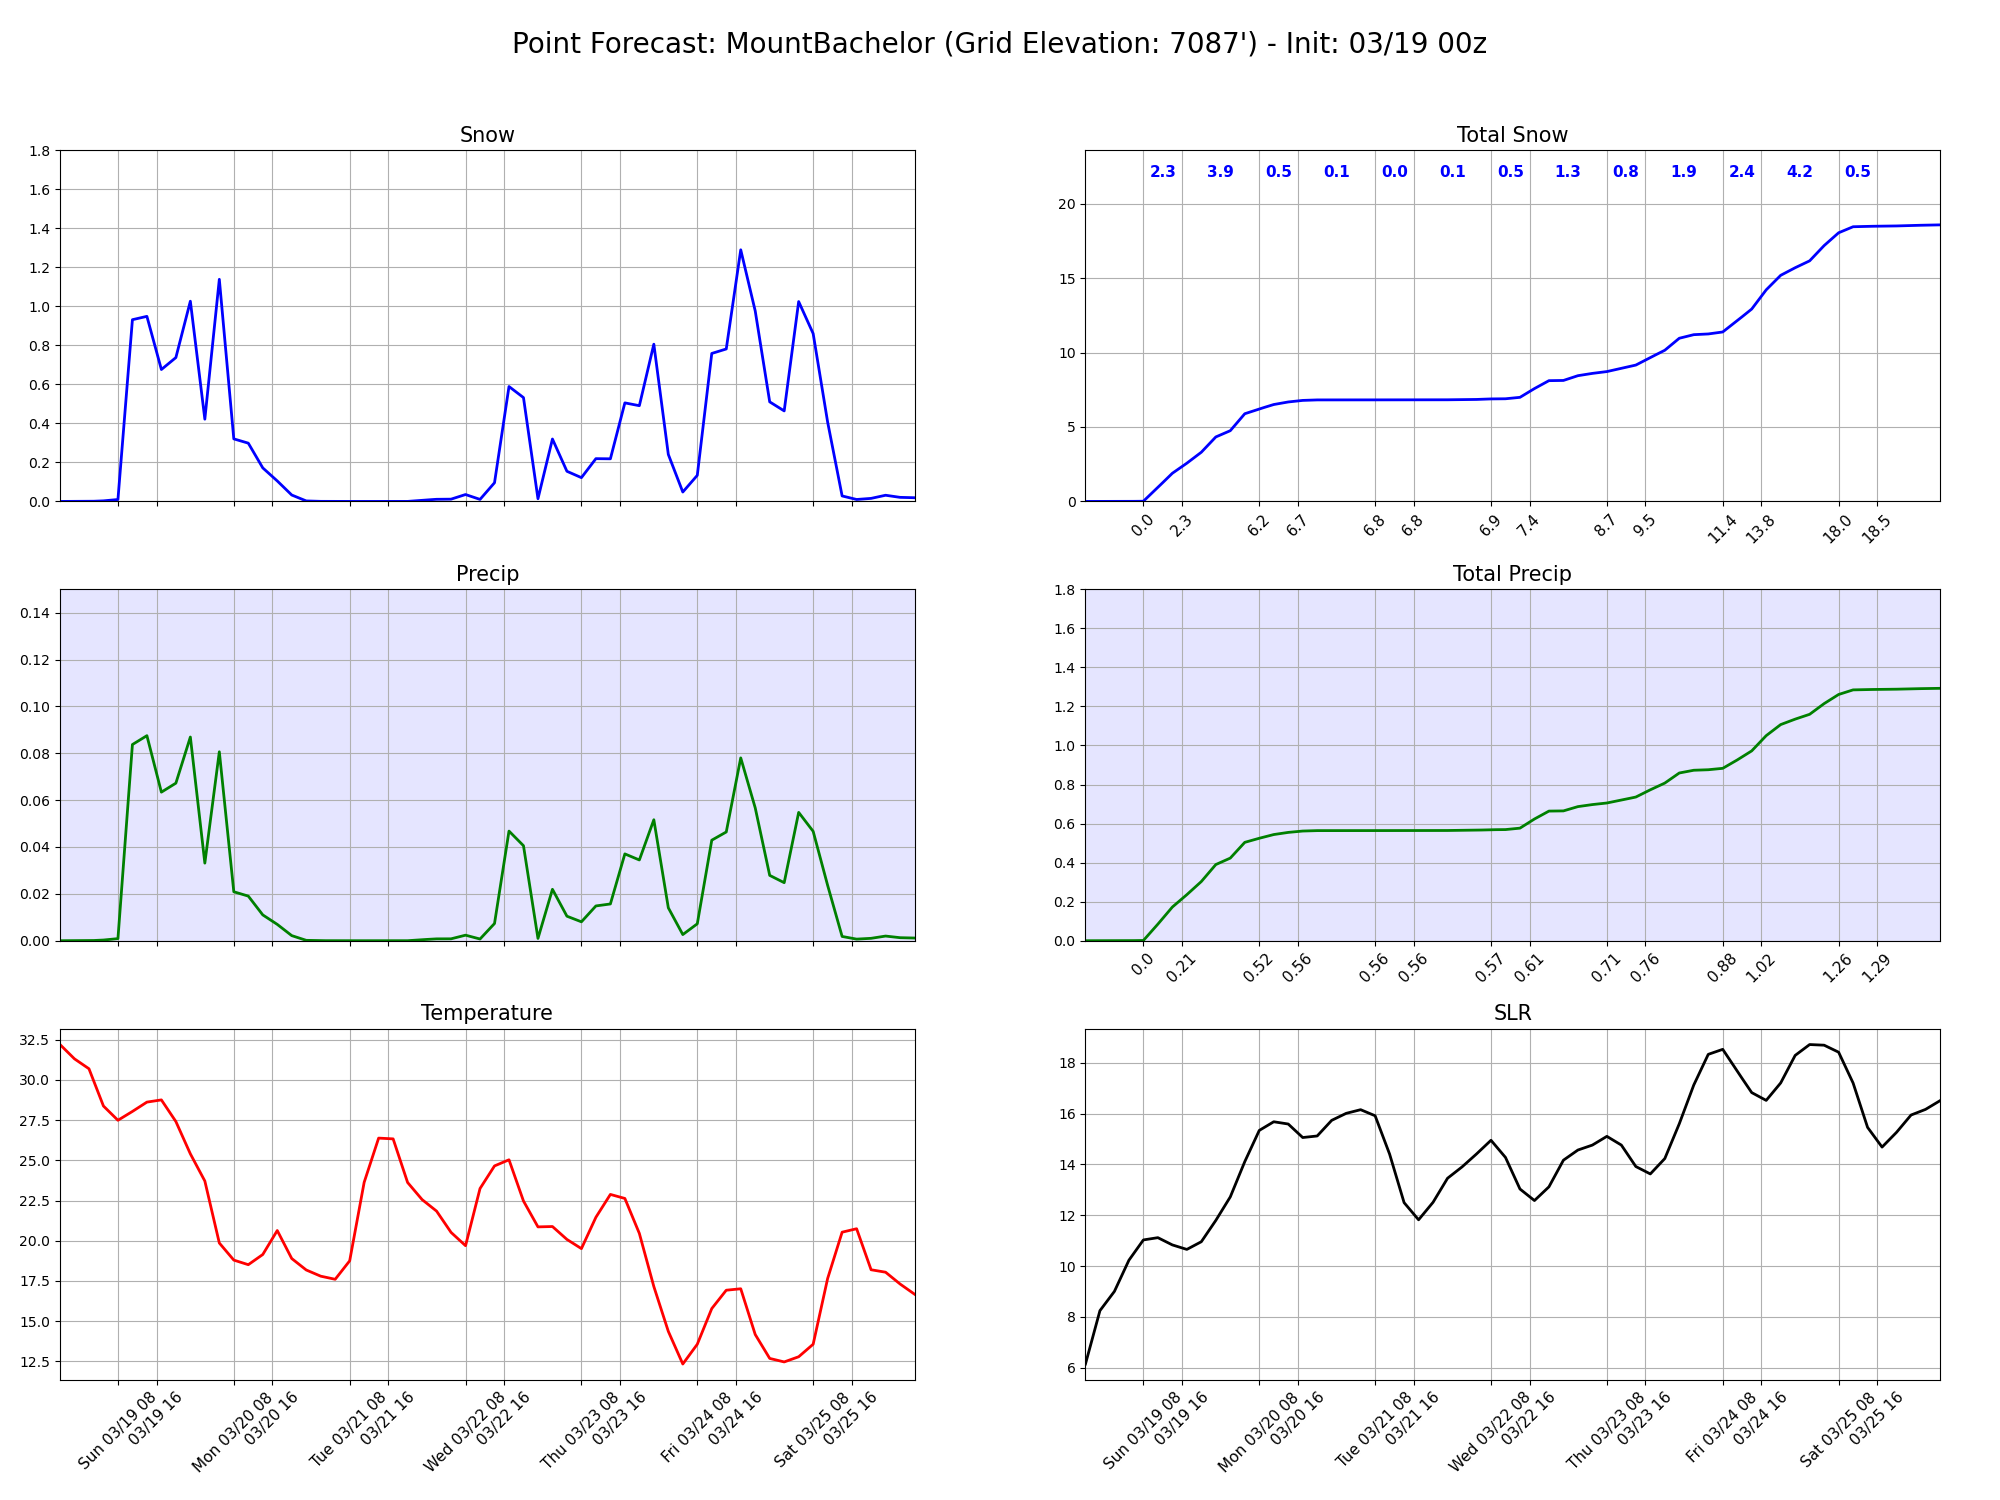 Point Forecast: MountBachelor (Grid Elevation: 7087') - Init: 03/19 00z
Snow
1.8
1.6
1.4
1.2
1.0
0.8
0.6
0.4
0.2
0.0
Total Snow
2.3 3.9 0.5 0.1 0.0 0.1 0.5 1.3 0.8 1.9 2.4 4.2 0.5
20
15
10
5
0
0.0 2.3 6.2 6.7 6.8 6.8 6.9 7.4 8.7 9.5 11.4 13.8 18.0 18.5
Precip
0.14
0.12
0.10
0.08
0.06
0.04
0.02
0.00
Total Precip
1.8
1.6
1.4
1.2
1.0
0.8
0.6
0.4
0.2
0.0
0.0 0.21 0.52 0.56 0.56 0.56 0.57 0.61 0.71 0.76 0.88 1.02 1.26 1.29
Temperature
32.5
30.0
27.5
25.0
22.5
20.0
17.5
15.0
12.5
Sun 03/19 08
03/19 16
Mon 03/20 08
03/20 16
Tue 03/21 08
03/21 16
Wed 03/22 08
03/22 16
Thu 03/23 08
03/23 16
Fri 03/24 08
03/24 16
Sat 03/25 08
03/25 16
SLR
18
16
14
12
10
8
6
Sun 03/19 08
03/19 16
Mon 03/20 08
03/20 16
Tue 03/21 08
03/21 16
Wed 03/22 08
03/22 16
Thu 03/23 08
03/23 16
Fri 03/24 08
03/24 16
Sat 03/25 08
03/25 16